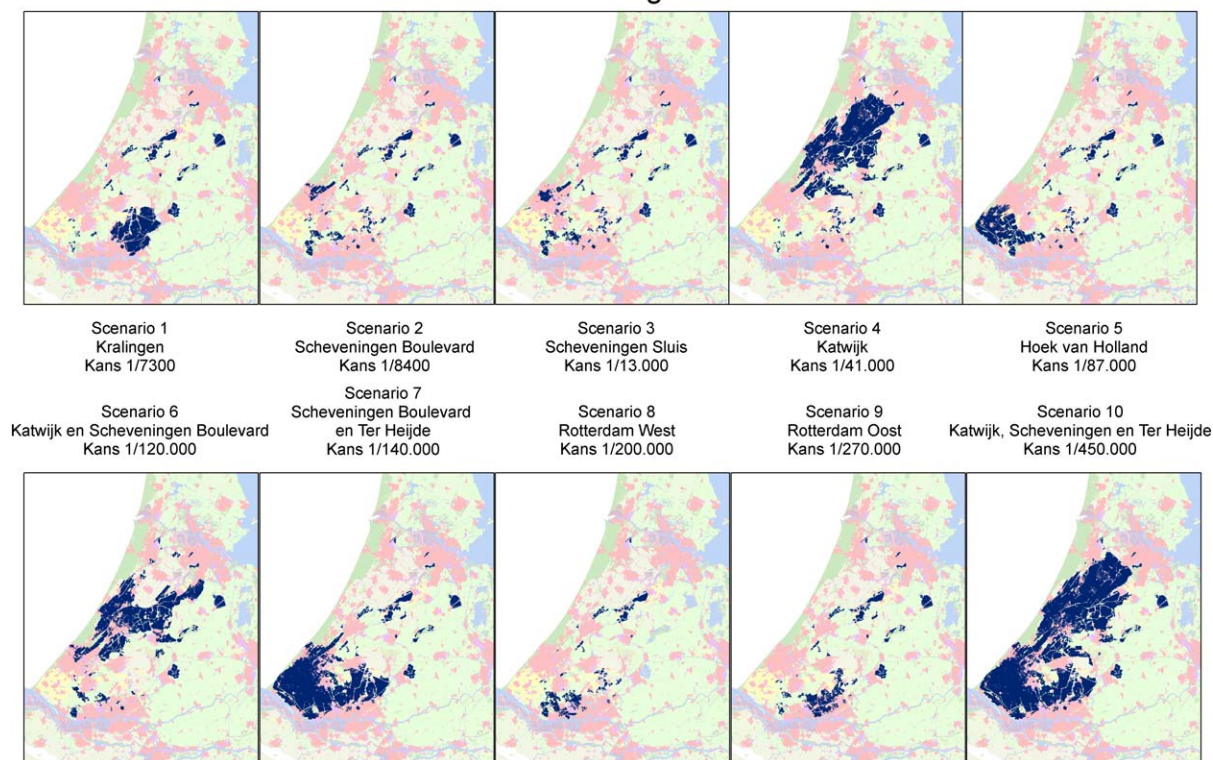 Scenario 1
Kralingen
Kans 1/7300
Scenario 2
Scheveningen Boulevard
Kans 1/8400
Scenario 3
Scheveningen Sluis
Kans 1/13.000
Scenario 4
Katwijk
Kans 1/41.000
Scenario 5
Hoek van Holland
Kans 1/87.000
Scenario 6
Katwijk en Scheveningen Boulevard
Kans 1/120.000
Scenario 7
Scheveningen Boulevard
en Ter Heijde
Kans 1/140.000
Scenario 8
Rotterdam West
Kans 1/200.000
Scenario 9
Rotterdam Oost
Kans 1/270.000
Scenario 10
Katwijk, Scheveningen en Ter Heijde
Kans 1/450.000